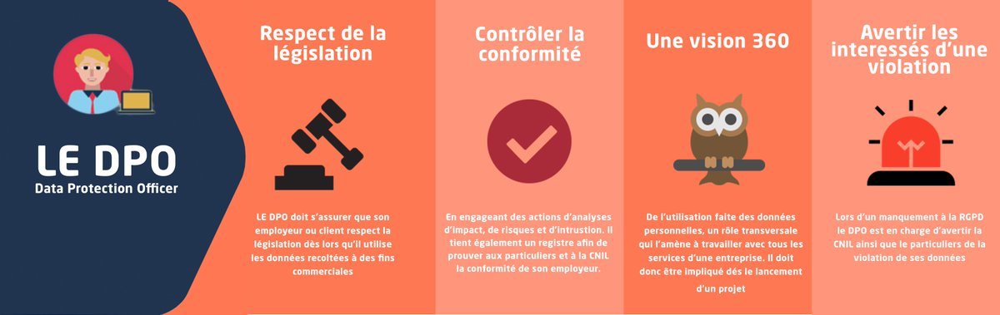 LE DPO
Data Protection Officer
Respect de la
législation
LE DPO doit s'assurer que son
employeur ou client respect la
législation dès lors qu'il utilise
les données recoltées à des fins
commerciales
Contrôler la
conformité
En engageant des actions d'analyses
d'impact, de risques et d'intrustion. Il
tient également un registre afin de
prouver aux particuliers et à la CNIL
la conformité de son employeur.
Une vision 360
De l'utilisation faite des données
personnelles, un rôle transversale
qui l'amène à travailler avec tous les
services d'une entreprise. Il doit
donc être impliqué dés le lancement
d'un projet
Avertir les
interessés d'une
violation
Lors d'un manquement à la RGPD
le DPO est en charge d'avertir la
CNIL ainsi que le particuliers de la
violation de ses données